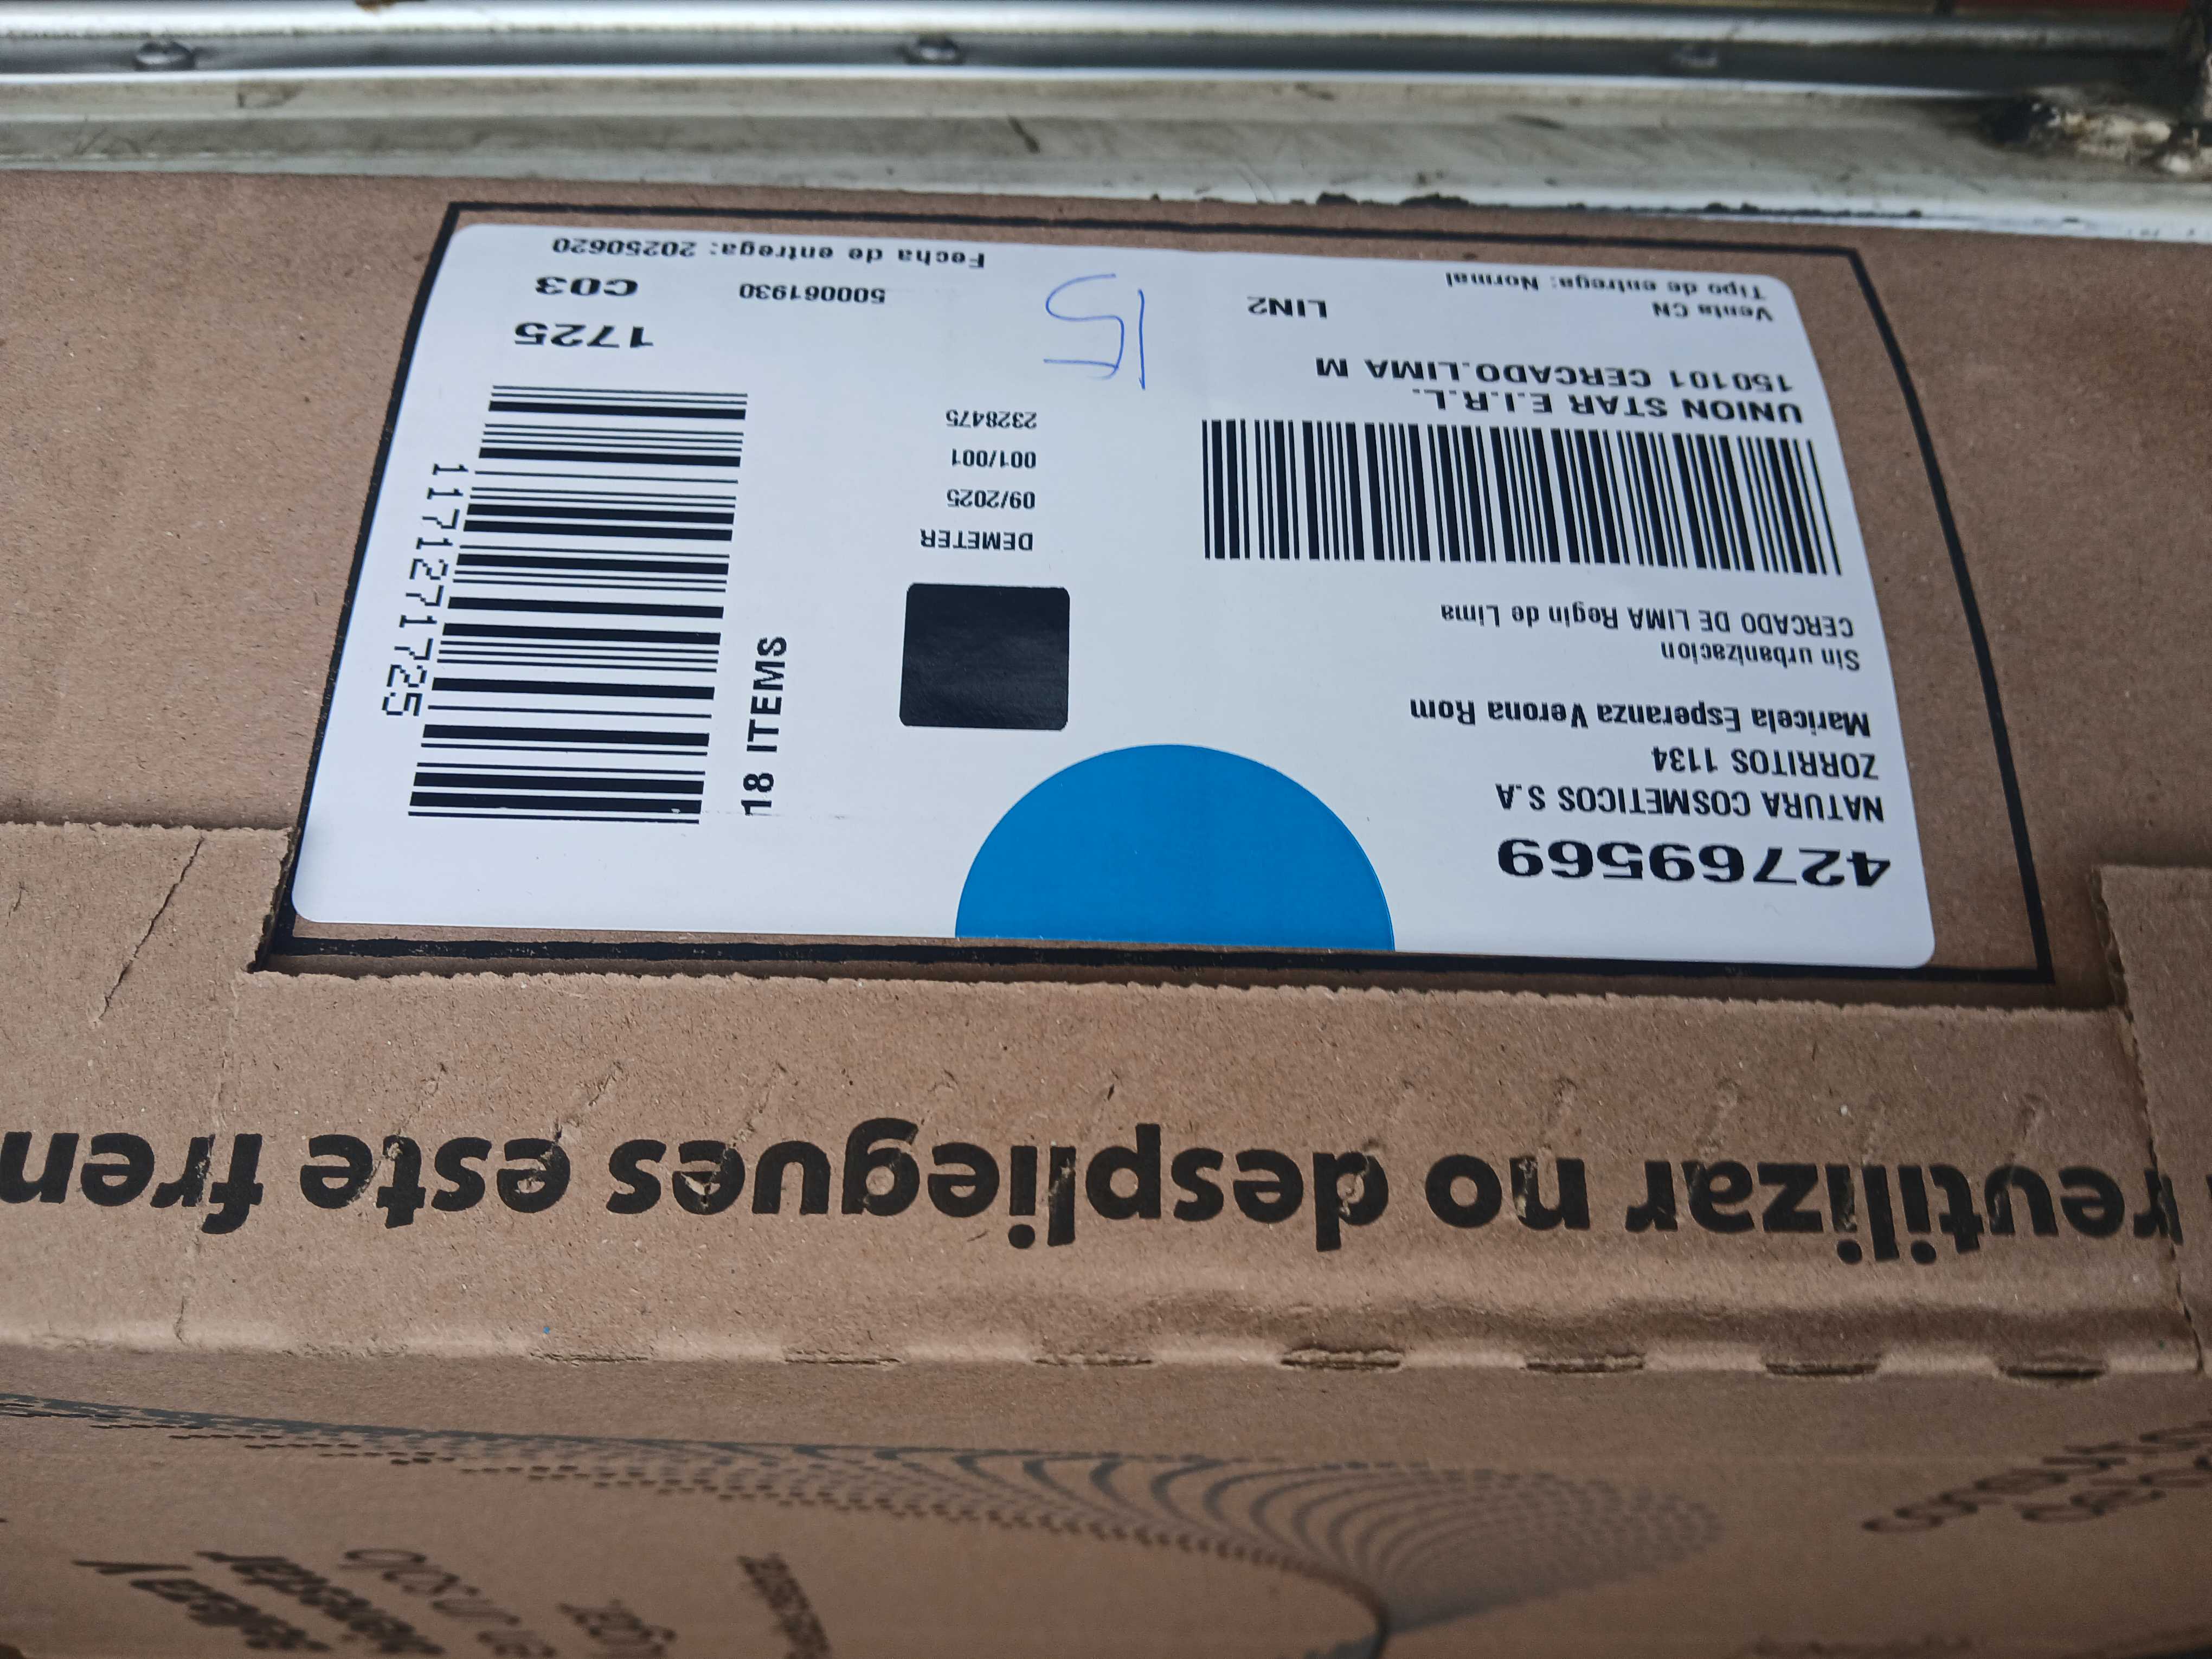 42769569
NATURA COSMETICOS S.A
ZORRITOS 1134
Maricela Esperanza Verona Rom
Sin urbanizacion
CERCADO DE LIMA Regin de Lima
UNION STAR E.I.R.L.
150101 CERCADO.LIMA M
Venta CN LIN2
Tipo de entrega: Normal
DEMETER
09/2025
001/001
2328475
15
18 ITEMS
1171271725
1725
500061930 C03
Fecha de entrega: 20250620
reutilizar no despliegues este fren